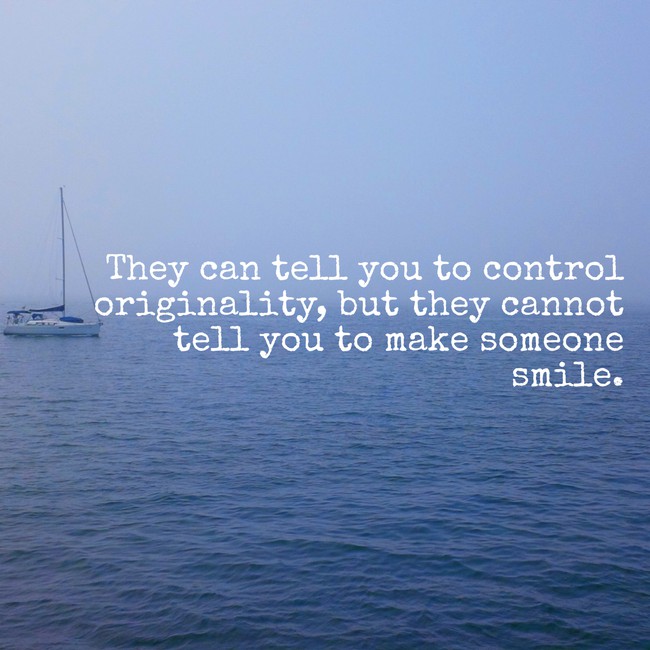 They can tell you to control
originality, but they cannot
tell you to make someone
smile.